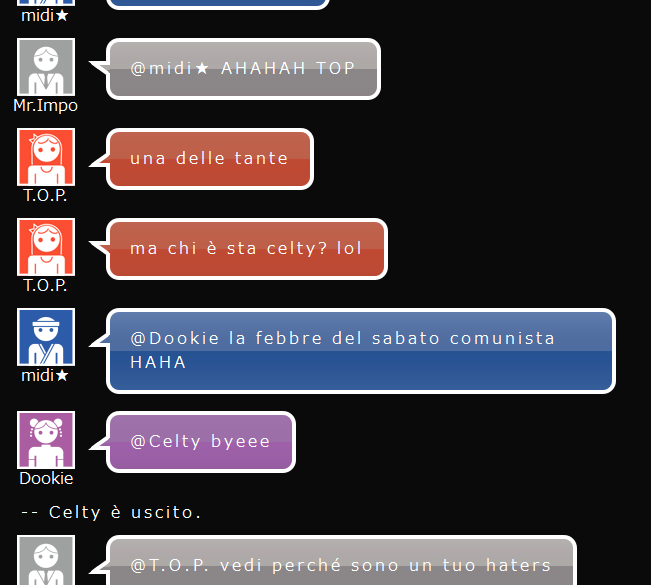 midi★
@midi★ AHAHAH TOP
Mr.Impo
una delle tante
T.O.P.
ma chi è sta celty? lol
T.O.P.
@Dookie la febbre del sabato comunista
HAHA
midi★
@Celty byeee
Dookie
-- Celty è uscito.
@T.O.P. vedi perché sono un tuo haters